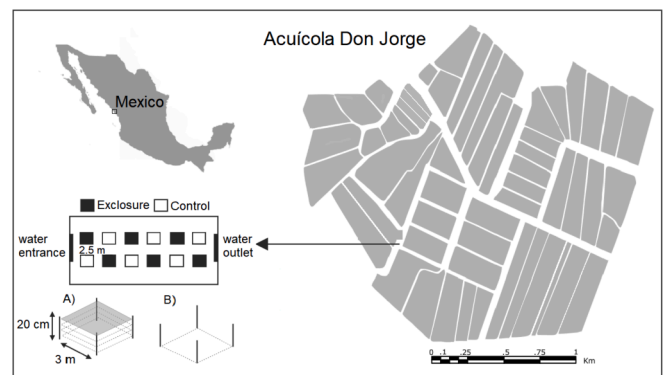 Acuícola Don Jorge
Mexico
Exclosure Control
water entrance
2.5 m
water outlet
A)
B)
20 cm
3 m
0 .1 .25 .5 .75 1
Km